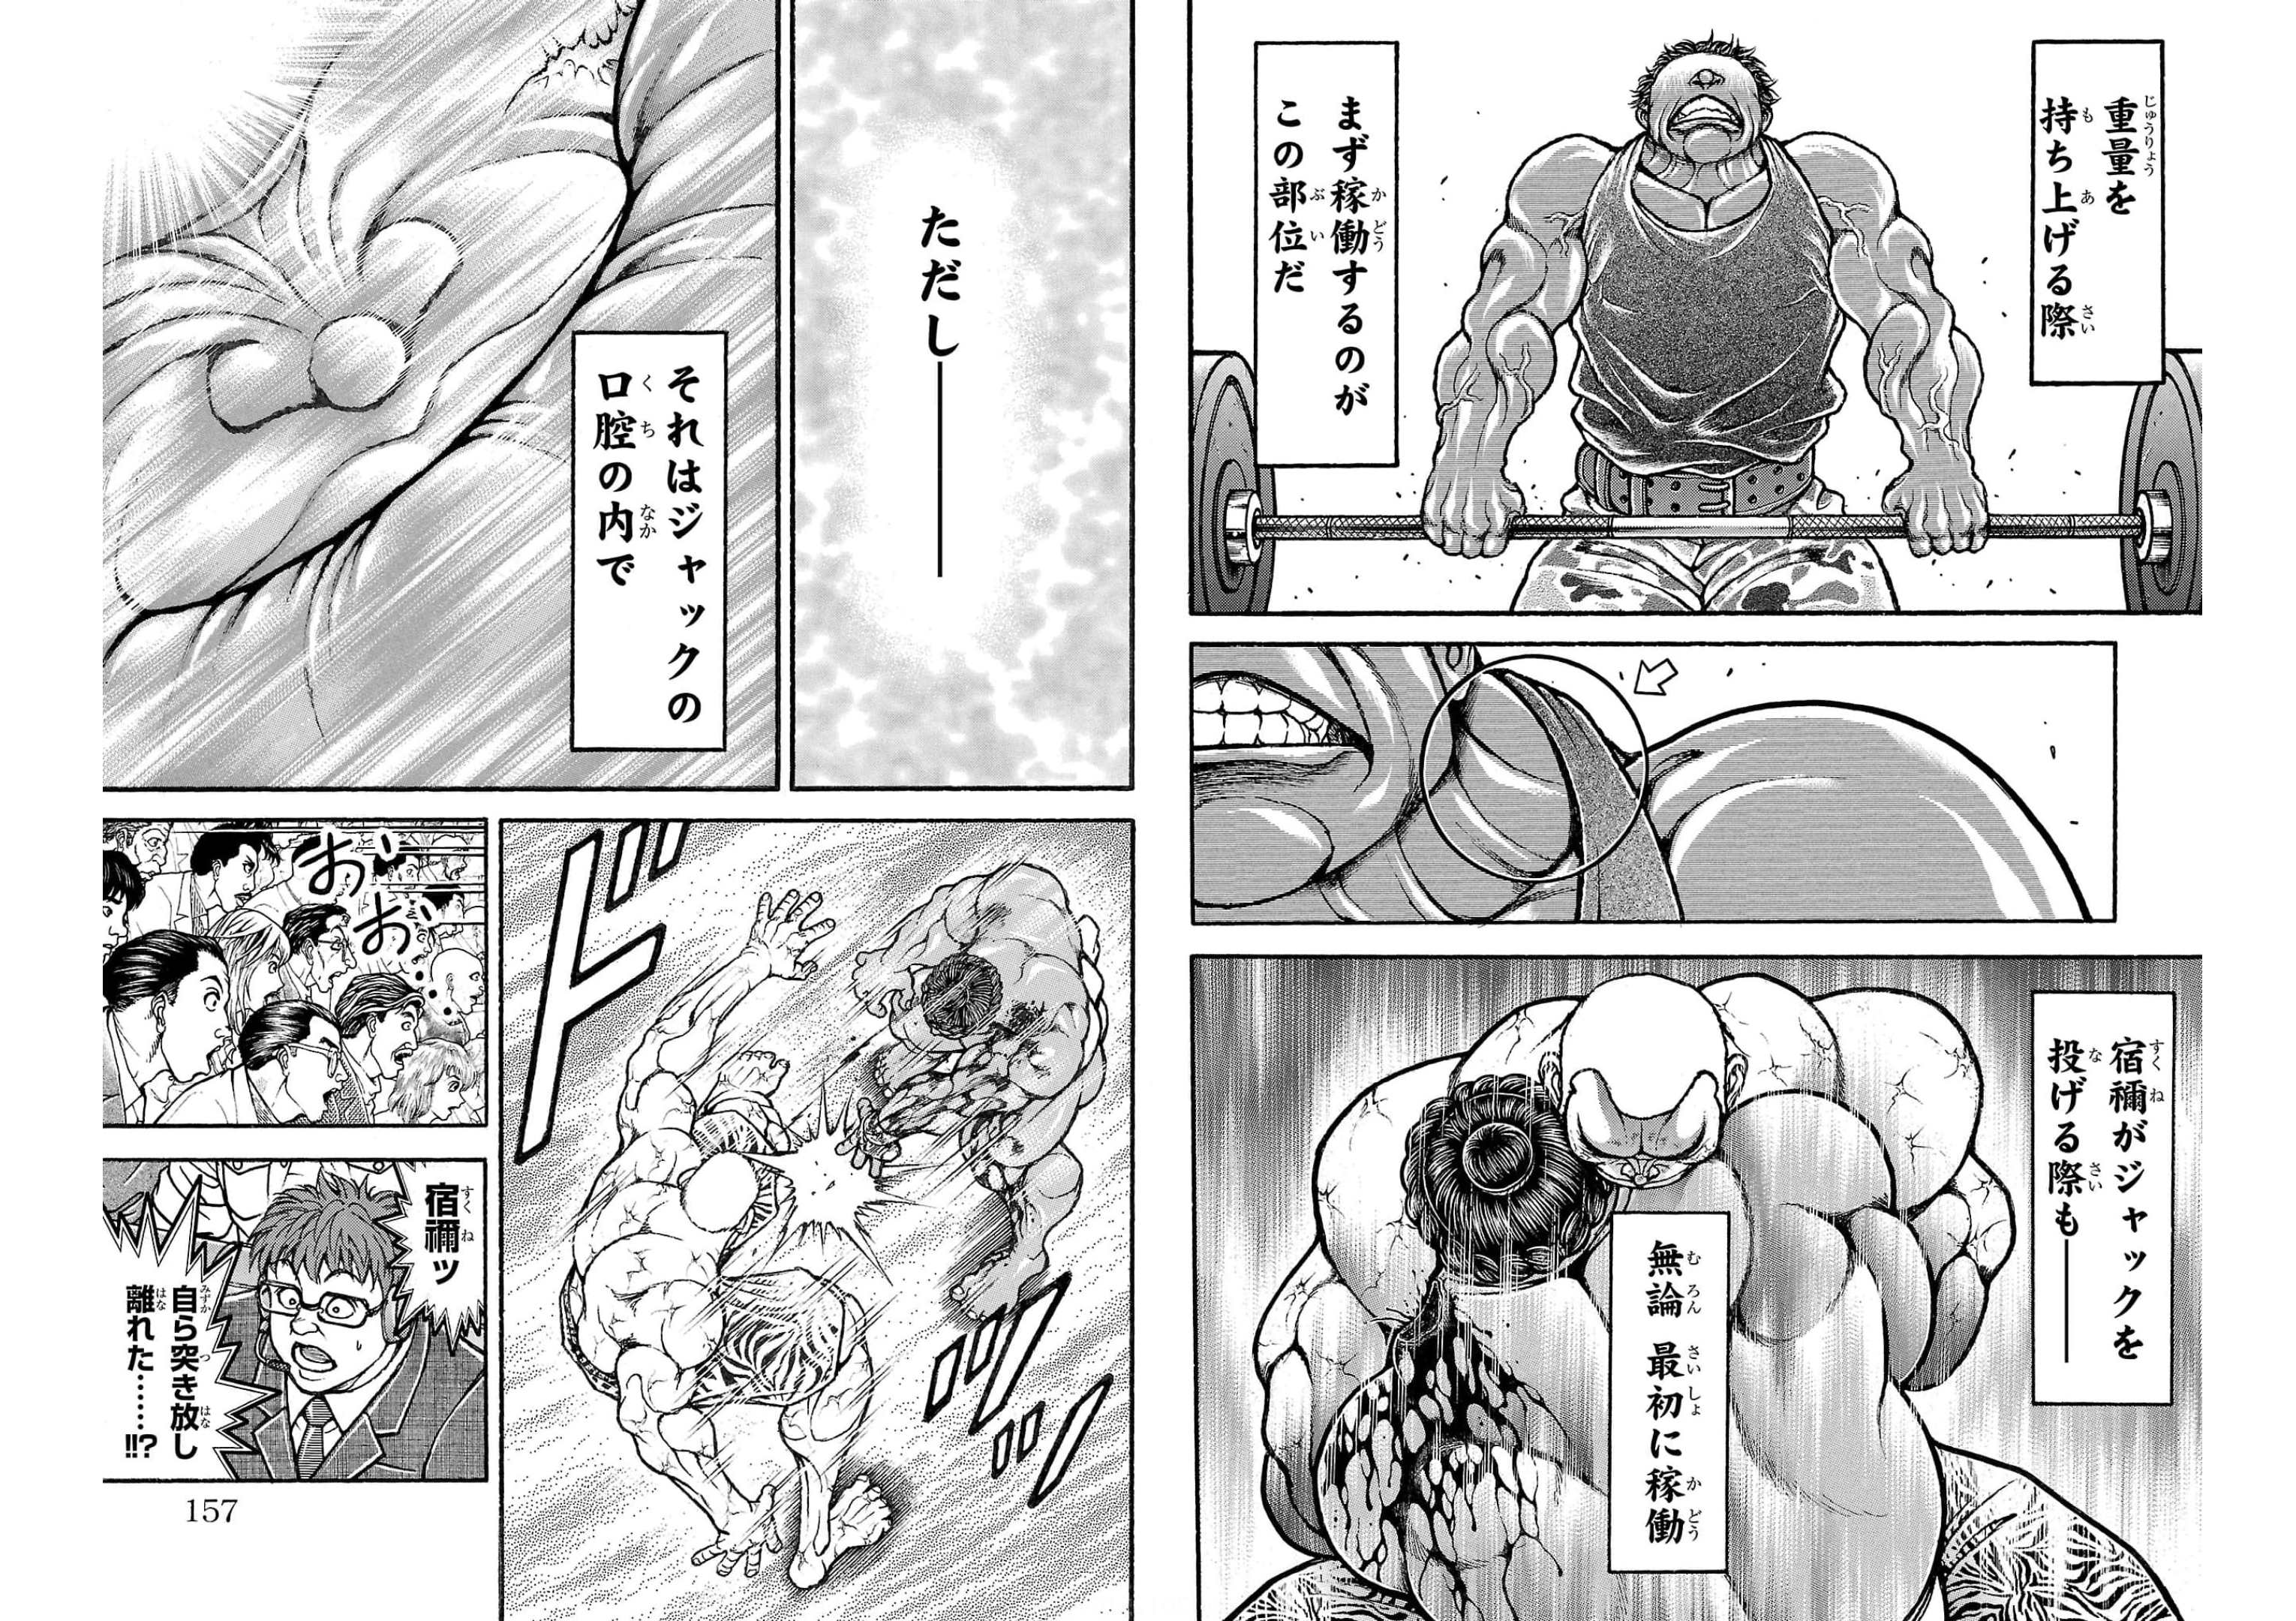 重量を
持ち上げる際
まず稼働するのが
この部位だ
宿禰がジャックを
投げる際も――
無論 最初に稼働
ただし――
それはジャックの
口腔の内で
ドドッッ
おお…
宿禰ッ
自ら突き放し
離れた……!!?
157